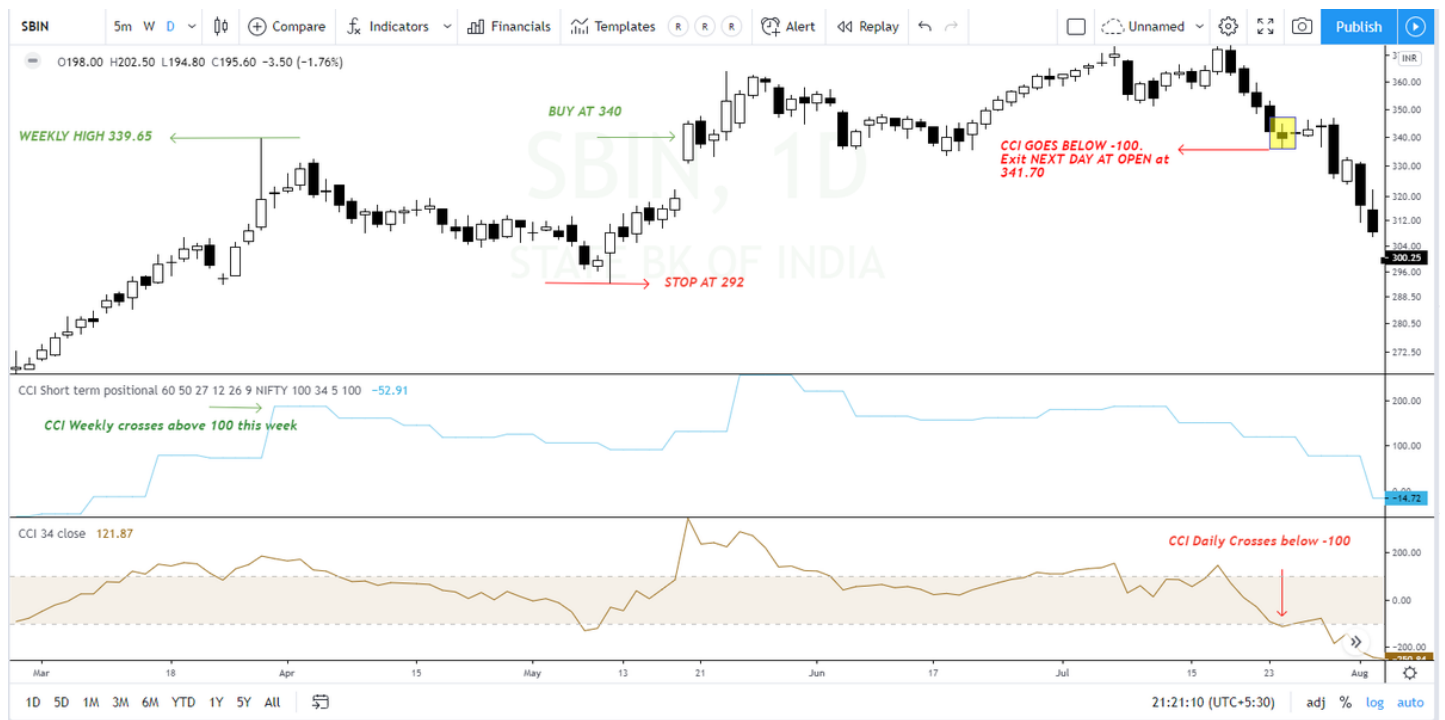 SBIN 5m W D Compare Indicators Financials Templates R R R Alert Replay Unnamed Publish
O198.00 H202.50 L194.80 C195.60 −3.50 (−1.76%)
INR
360.00
350.00
340.00
330.00
320.00
312.00
304.00
300.25
296.00
288.50
280.50
272.50
WEEKLY HIGH 339.65
BUY AT 340
CCI GOES BELOW -100.
Exit NEXT DAY AT OPEN at
341.70
STOP AT 292
SBIN, 1D
STATE BK OF INDIA
CCI Short term positional 60 50 27 12 26 9 NIFTY 100 34 5 100 −52.91
CCI Weekly crosses above 100 this week
200.00
100.00
0.00
−14.72
CCI 34 close 121.87
CCI Daily Crosses below -100
200.00
0.00
−200.00
Mar 18 Apr 15 May 13 21 Jun 17 Jul 15 23 Aug
1D 5D 1M 3M 6M YTD 1Y 5Y All 21:21:10 (UTC+5:30) adj % log auto